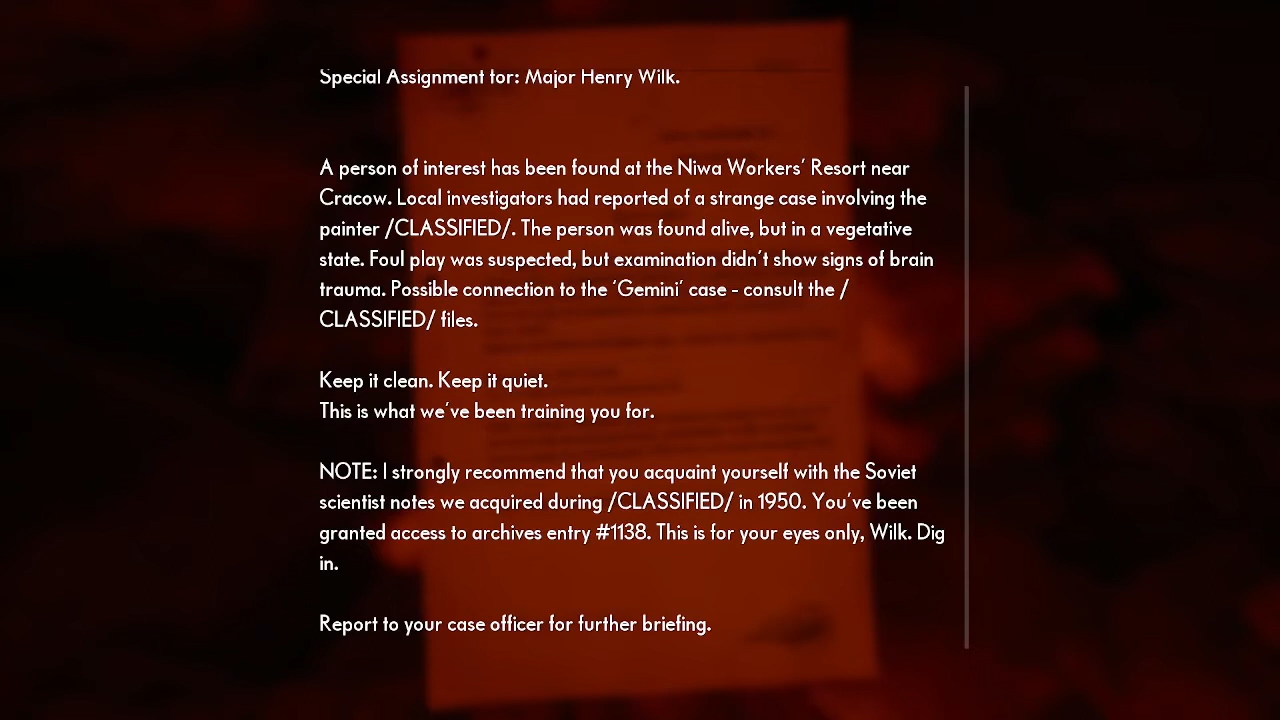 Special Assignment for: Major Henry Wilk.
A person of interest has been found at the Niwa Workers' Resort near
Cracow. Local investigators had reported of a strange case involving the
painter /CLASSIFIED/. The person was found alive, but in a vegetative
state. Foul play was suspected, but examination didn't show signs of brain
trauma. Possible connection to the 'Gemini' case - consult the /
CLASSIFIED/ files.
Keep it clean. Keep it quiet.
This is what we've been training you for.
NOTE: I strongly recommend that you acquaint yourself with the Soviet
scientist notes we acquired during /CLASSIFIED/ in 1950. You've been
granted access to archives entry #1138. This is for your eyes only, Wilk. Dig
in.
Report to your case officer for further briefing.